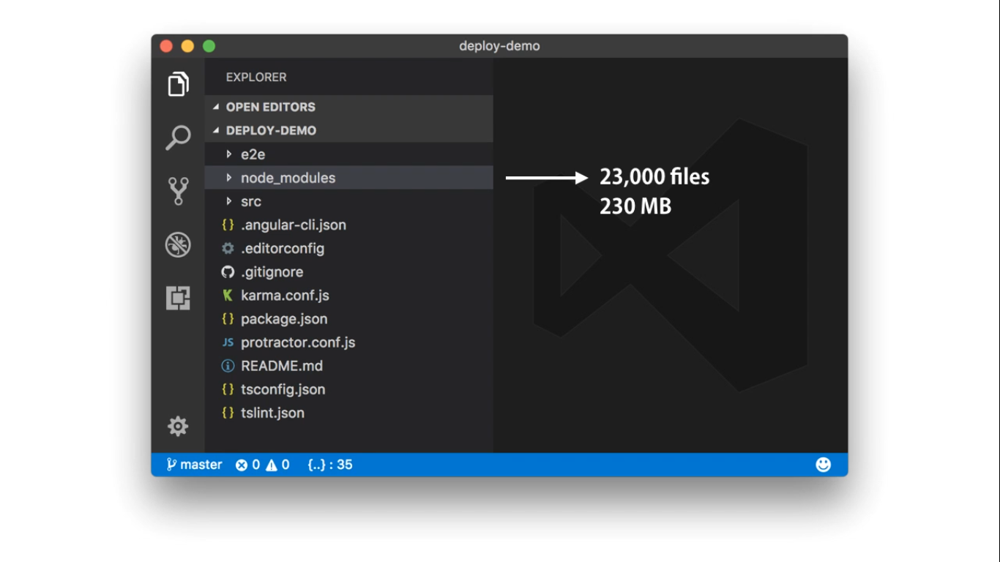 deploy-demo
EXPLORER
OPEN EDITORS
DEPLOY-DEMO
e2e
node_modules
23,000 files
230 MB
src
{} .angular-cli.json
.editorconfig
.gitignore
K karma.conf.js
{} package.json
JS protractor.conf.js
README.md
{} tsconfig.json
{} tslint.json
master 0 0 {..} : 35